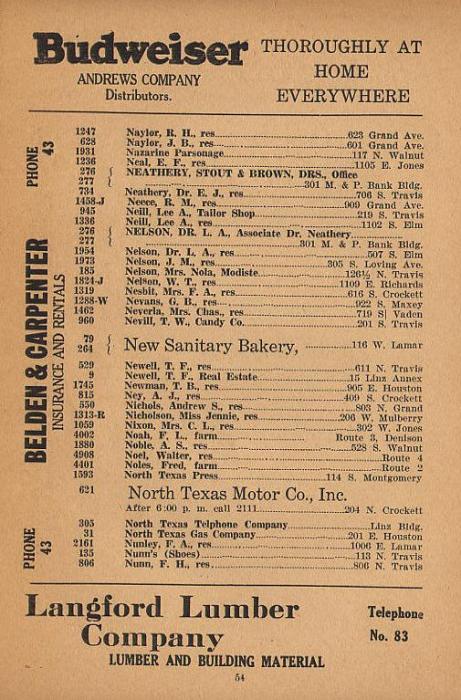 Budweiser THOROUGHLY AT
HOME
EVERYWHERE
ANDREWS COMPANY
Distributors.
PHONE
43
BELDEN & CARPENTER
INSURANCE AND RENTALS
PHONE
43
1247 Naylor, R. H., res 623 Grand Ave.
628 Naylor, J. B., res 601 Grand Ave.
1931 Nazarine Parsonage 117 N. Walnut
1236 Neal, E. F., res 1105 E. Jones
276 { NEATHERY, STOUT & BROWN, DRS., Office
277 { 301 M. & P. Bank Bldg.
734 Neathery, Dr. E. J., res 706 S. Travis
1458-J Neece, R. M., res 909 Grand Ave.
945 Neill, Lee A., Tailor Shop 219 S. Travis
1336 Neill, Lee A., res 1102 S. Elm
276 { NELSON, DR. L. A., Associate Dr. Neathery
277 { 301 M. & P. Bank Bldg.
1954 Nelson, Dr. L. A., res 507 S. Elm
1973 Nelson, J. M., res 305 S. Loving Ave.
185 Nelson, Mrs. Nola, Modiste 126½ N. Travis
1824-J Nelson, W. T., res 1109 E. Richards
1319 Nesbit, Mrs. F. A., res 616 S. Crockett
1288-W Nevans, G. B., res 922 S. Maxey
1462 Neveria, Mrs. Chas., res 719 S. Vaden
960 Nevill, T. W., Candy Co. 201 S. Travis
79 {
264 { New Sanitary Bakery, 116 W. Lamar
529 Newell, T. F., res 611 N. Travis
9 Newell, T. F., Real Estate 15 Linz Annex
1745 Newman, T. B., res 905 E. Houston
815 Ney, A. J., res 409 S. Crockett
550 Nichols, Andrew S., res 803 N. Grand
1313-R Nicholson, Miss Jennie, res 206 W. Mulberry
1059 Nixon, Mrs. C. L., res 302 W. Jones
4002 Noah, F. L., farm Route 3, Denison
1880 Noble, A. S., res 528 S. Walnut
4908 Noel, Walter, res Route 4
4401 Noles, Fred, farm Route 2
1593 North Texas Press 114 S. Montgomery
621 North Texas Motor Co., Inc.
After 6:00 p. m. call 2111 204 N. Crockett
305 North Texas Telphone Company Linz Bldg.
31 North Texas Gas Company 201 E. Houston
2161 Nunley, F. A., res 1006 E. Lamar
135 Nunn's (Shoes) 113 N. Travis
806 Nunn, F. H., res 806 N. Travis
Langford Lumber
Company
LUMBER AND BUILDING MATERIAL
Telephone
No. 83
54